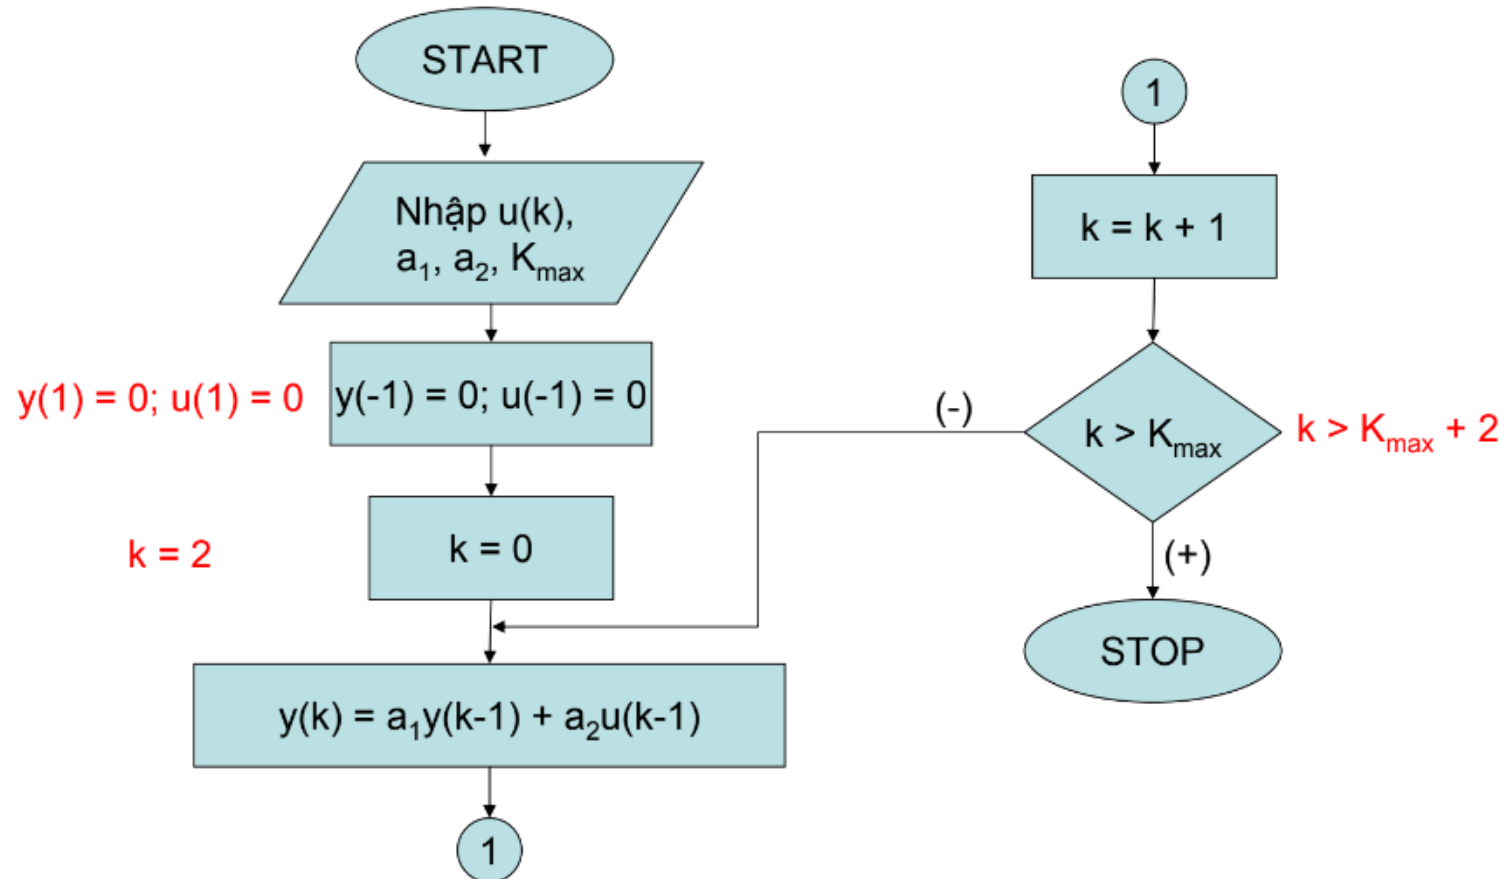 START
Nhập u(k),
a₁, a₂, Kₘₐₓ
y(1) = 0; u(1) = 0
y(-1) = 0; u(-1) = 0
k = 2
k = 0
y(k) = a₁y(k-1) + a₂u(k-1)
1
1
k = k + 1
(-)
k > Kₘₐₓ
k > Kₘₐₓ + 2
(+)
STOP